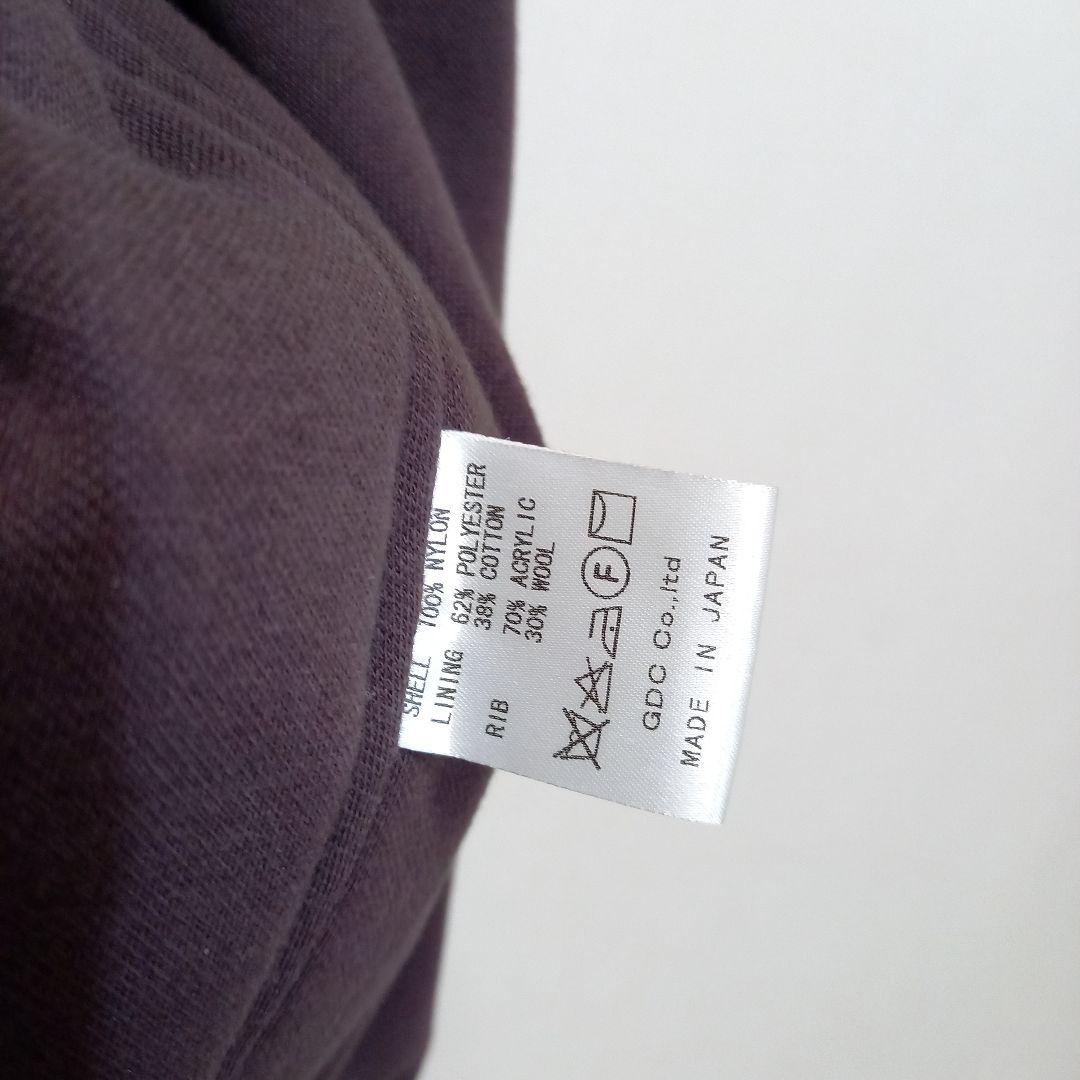 SHELL 100% NYLON
LINING 62% POLYESTER
38% COTTON
RIB 70% ACRYLIC
30% WOOL
F
GDC Co.,ltd
MADE IN JAPAN